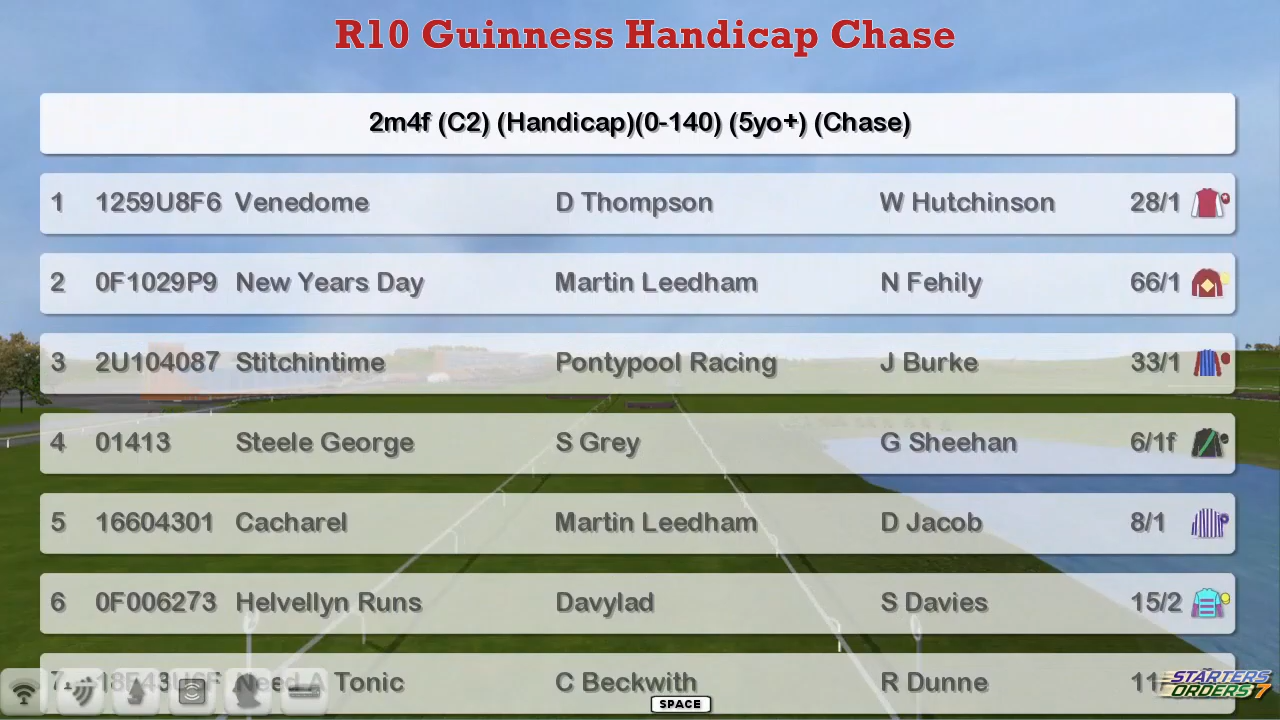 R10 Guinness Handicap Chase
2m4f (C2) (Handicap)(0-140) (5yo+) (Chase)
1 1259U8F6 Venedome D Thompson W Hutchinson 28/1
2 0F1029P9 New Years Day Martin Leedham N Fehily 66/1
3 2U104087 Stitchintime Pontypool Racing J Burke 33/1
4 01413 Steele George S Grey G Sheehan 6/1f
5 16604301 Cacharel Martin Leedham D Jacob 8/1
6 0F006273 Helvellyn Runs Davylad S Davies 15/2
7 Need A Tonic C Beckwith R Dunne
STARTERS ORDERS 7
SPACE